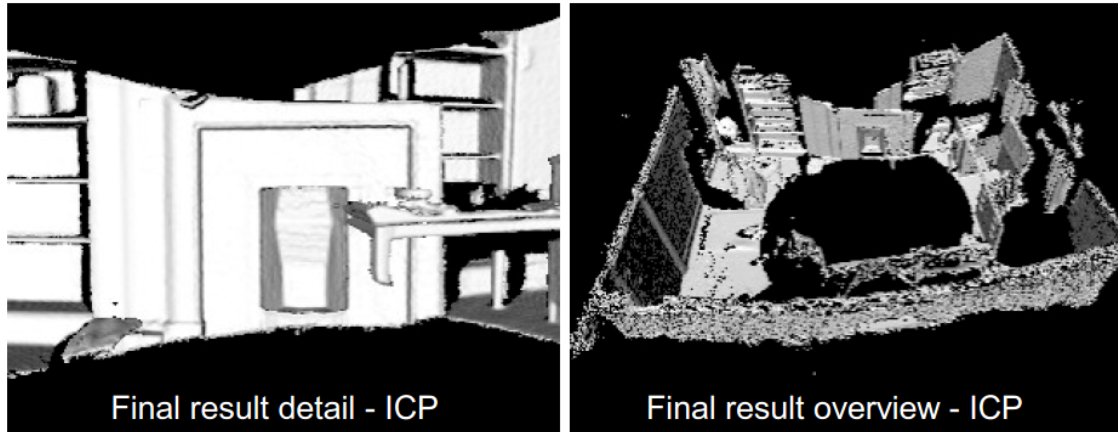 Final result detail - ICP
Final result overview - ICP